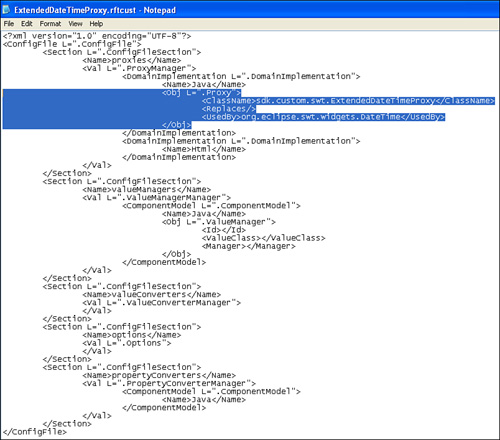 ExtendedDateTimeProxy.rftcust - Notepad
File Edit Format View Help
<?xml version="1.0" encoding="UTF-8"?>
<ConfigFile L=".ConfigFile">
<Section L=".ConfigFileSection">
<Name>proxies</Name>
<Val L=".ProxyManager">
<DomainImplementation L=".DomainImplementation">
<Name>Java</Name>
<Obj L=".Proxy">
<ClassName>sdk.custom.swt.ExtendedDateTimeProxy</ClassName>
<Replaces/>
<UsedBy>org.eclipse.swt.widgets.DateTime</UsedBy>
</Obj>
</DomainImplementation>
<DomainImplementation L=".DomainImplementation">
<Name>Html</Name>
</DomainImplementation>
</Val>
</Section>
<Section L=".ConfigFileSection">
<Name>valueManagers</Name>
<Val L=".ValueManagerManager">
<ComponentModel L=".ComponentModel">
<Name>Java</Name>
<Obj L=".ValueManager">
<Id></Id>
<ValueClass></ValueClass>
<Manager></Manager>
</Obj>
</ComponentModel>
</Val>
</Section>
<Section L=".ConfigFileSection">
<Name>valueConverters</Name>
<Val L=".ValueConverterManager">
</Val>
</Section>
<Section L=".ConfigFileSection">
<Name>options</Name>
<Val L=".Options">
</Val>
</Section>
<Section L=".ConfigFileSection">
<Name>propertyConverters</Name>
<Val L=".PropertyConverterManager">
<ComponentModel L=".ComponentModel">
<Name>Java</Name>
</ComponentModel>
</Val>
</Section>
</ConfigFile>